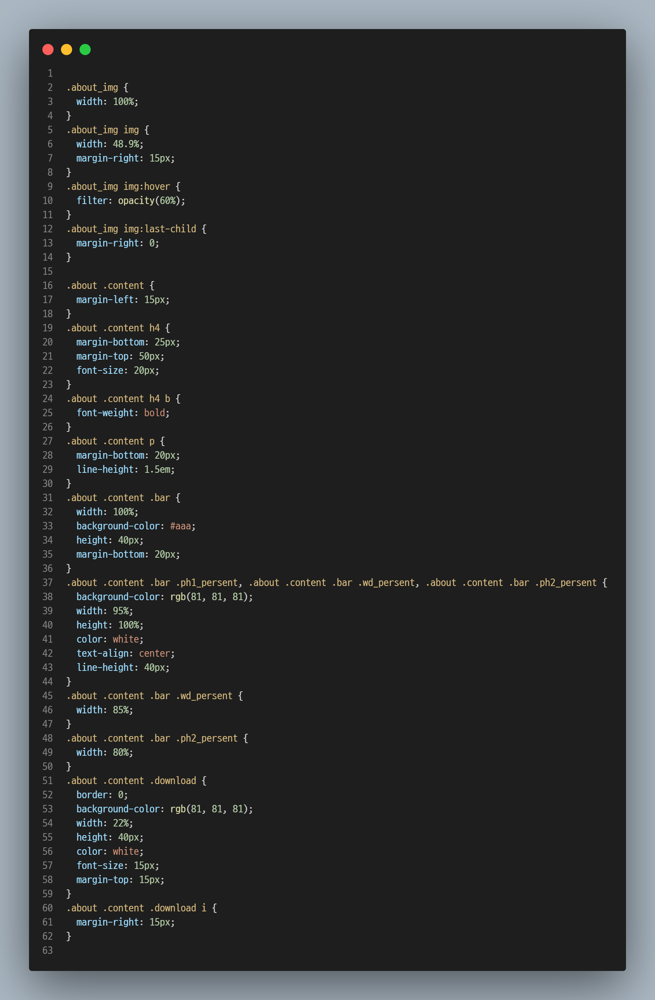 1
2 .about_img {
3   width: 100%;
4 }
5 .about_img img {
6   width: 48.9%;
7   margin-right: 15px;
8 }
9 .about_img img:hover {
10   filter: opacity(60%);
11 }
12 .about_img img:last-child {
13   margin-right: 0;
14 }
15
16 .about .content {
17   margin-left: 15px;
18 }
19 .about .content h4 {
20   margin-bottom: 25px;
21   margin-top: 50px;
22   font-size: 20px;
23 }
24 .about .content h4 b {
25   font-weight: bold;
26 }
27 .about .content p {
28   margin-bottom: 20px;
29   line-height: 1.5em;
30 }
31 .about .content .bar {
32   width: 100%;
33   background-color: #aaa;
34   height: 40px;
35   margin-bottom: 20px;
36 }
37 .about .content .bar .ph1_persent, .about .content .bar .wd_persent, .about .content .bar .ph2_persent {
38   background-color: rgb(81, 81, 81);
39   width: 95%;
40   height: 100%;
41   color: white;
42   text-align: center;
43   line-height: 40px;
44 }
45 .about .content .bar .wd_persent {
46   width: 85%;
47 }
48 .about .content .bar .ph2_persent {
49   width: 80%;
50 }
51 .about .content .download {
52   border: 0;
53   background-color: rgb(81, 81, 81);
54   width: 22%;
55   height: 40px;
56   color: white;
57   font-size: 15px;
58   margin-top: 15px;
59 }
60 .about .content .download i {
61   margin-right: 15px;
62 }
63